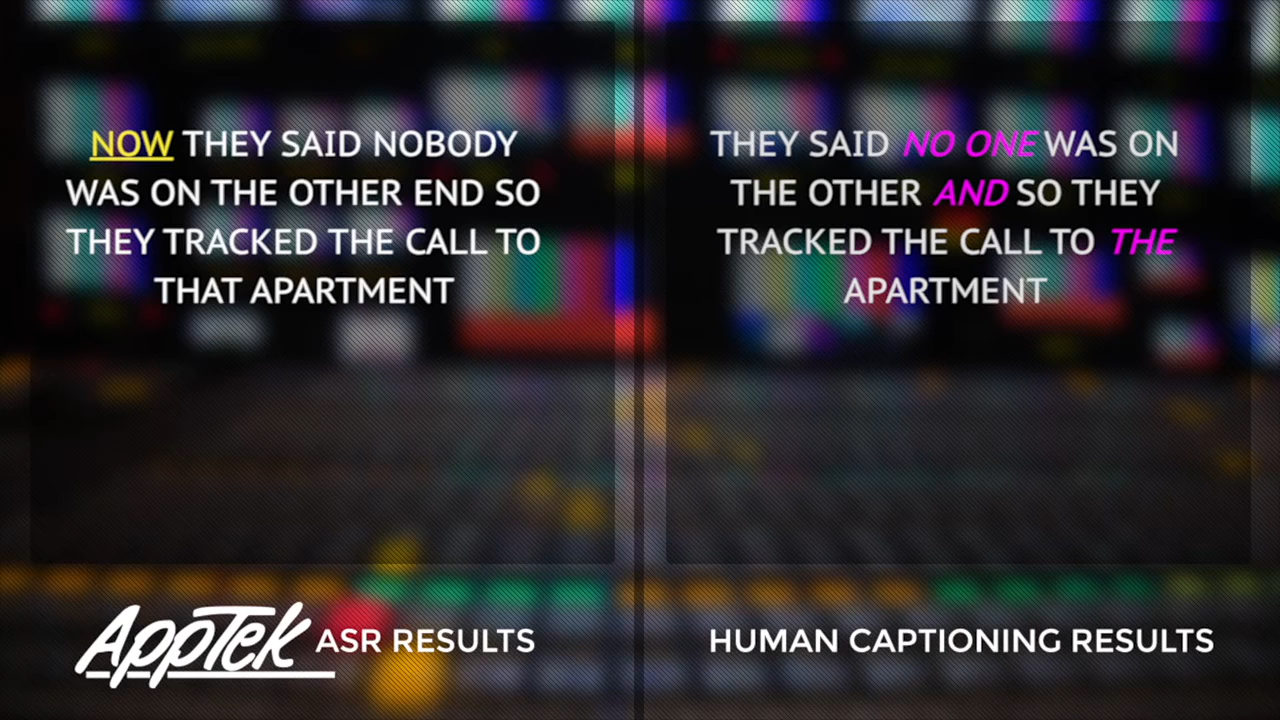 NOW THEY SAID NOBODY
WAS ON THE OTHER END SO
THEY TRACKED THE CALL TO
THAT APARTMENT
THEY SAID NO ONE WAS ON
THE OTHER AND SO THEY
TRACKED THE CALL TO THE
APARTMENT
AppTek ASR RESULTS
HUMAN CAPTIONING RESULTS